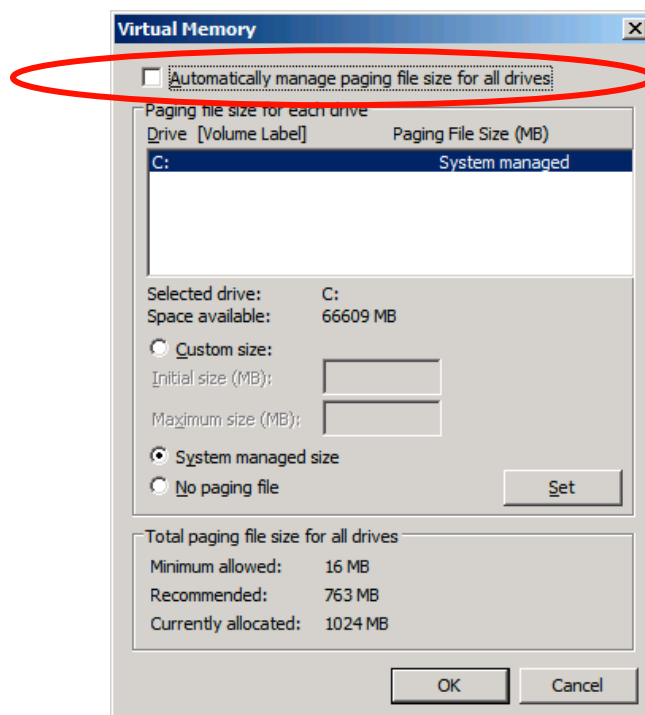 Virtual Memory
Automatically manage paging file size for all drives
Paging file size for each drive
Drive [Volume Label] Paging File Size (MB)
C: System managed
Selected drive: C:
Space available: 66609 MB
Custom size:
Initial size (MB):
Maximum size (MB):
System managed size
No paging file Set
Total paging file size for all drives
Minimum allowed: 16 MB
Recommended: 763 MB
Currently allocated: 1024 MB
OK Cancel